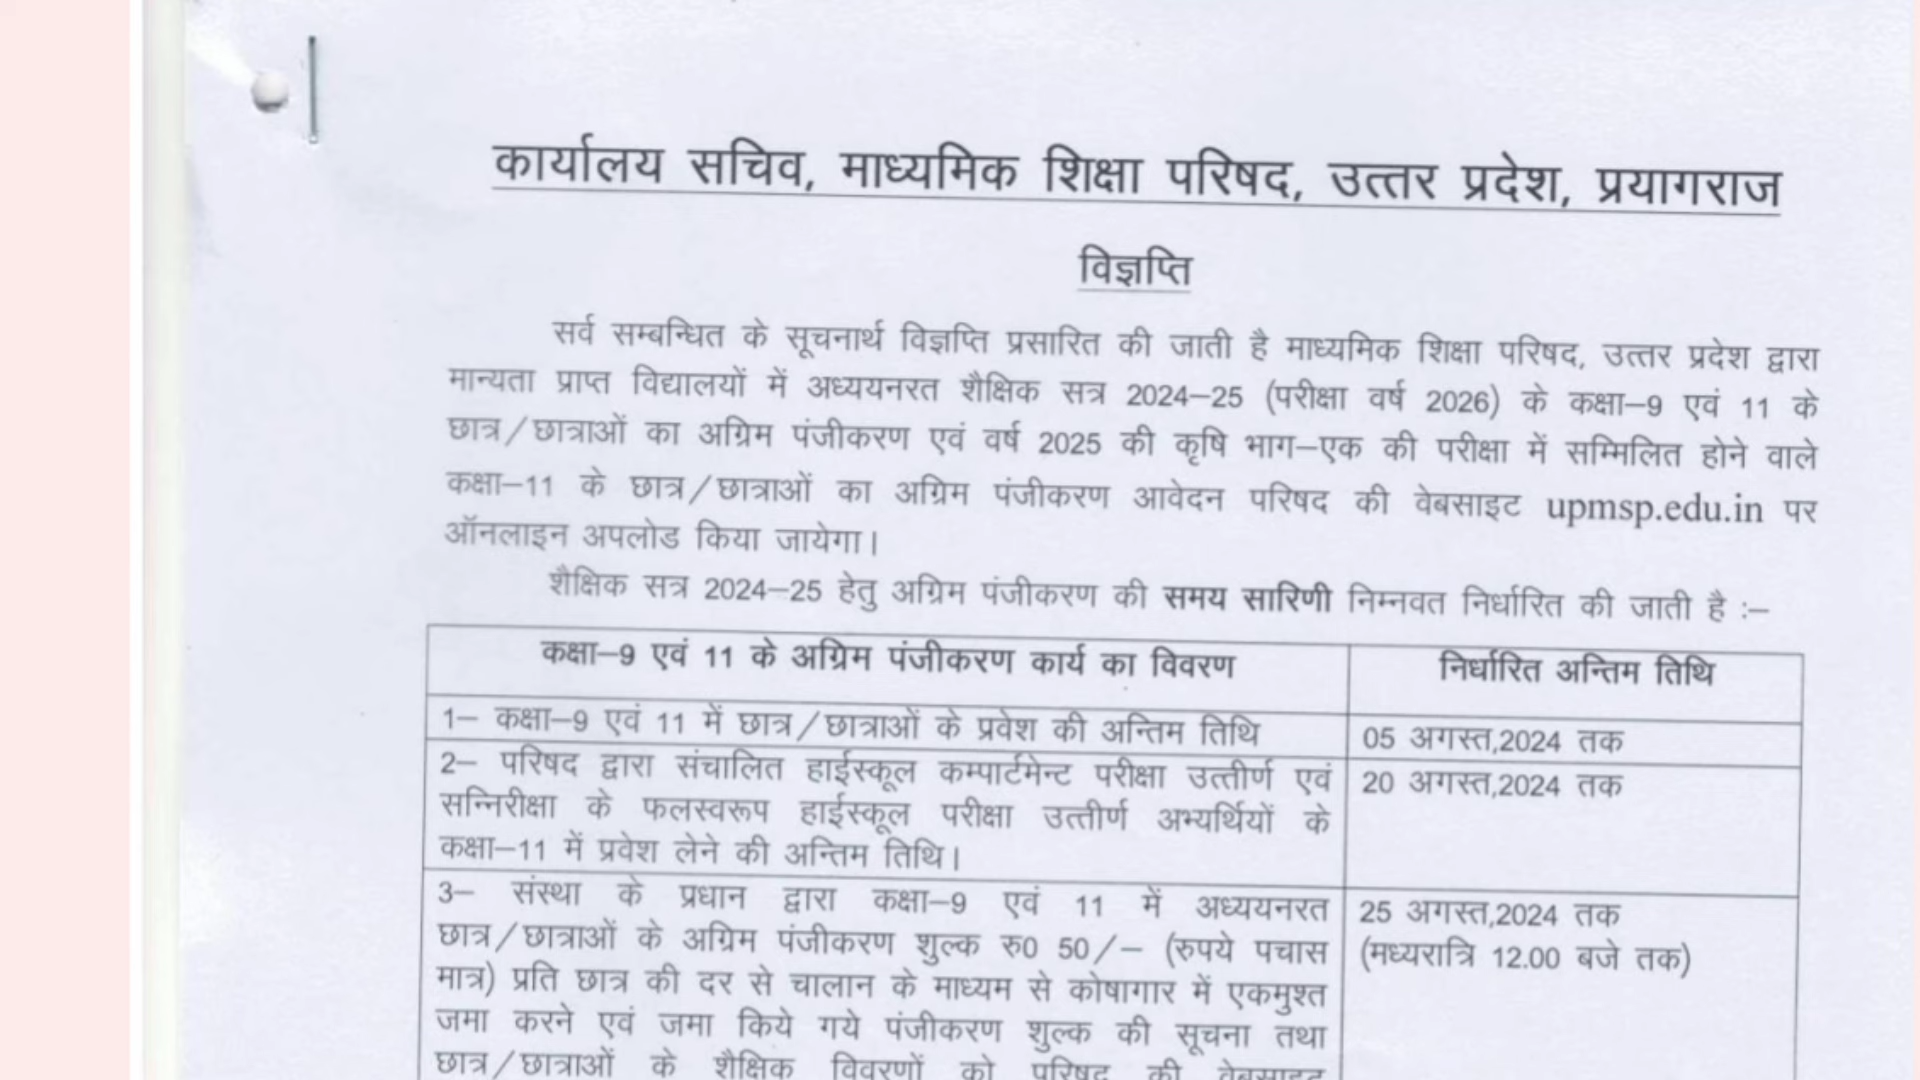 कार्यालय सचिव, माध्यमिक शिक्षा परिषद, उत्तर प्रदेश, प्रयागराज
विज्ञप्ति
सर्व सम्बन्धित के सूचनार्थ विज्ञप्ति प्रसारित की जाती है माध्यमिक शिक्षा परिषद, उत्तर प्रदेश द्वारा
मान्यता प्राप्त विद्यालयों में अध्ययनरत शैक्षिक सत्र 2024–25 (परीक्षा वर्ष 2026) के कक्षा–9 एवं 11 के
छात्र/छात्राओं का अग्रिम पंजीकरण एवं वर्ष 2025 की कृषि भाग–एक की परीक्षा में सम्मिलित होने वाले
कक्षा–11 के छात्र/छात्राओं का अग्रिम पंजीकरण आवेदन परिषद की वेबसाइट upmsp.edu.in पर
ऑनलाइन अपलोड किया जायेगा।
शैक्षिक सत्र 2024–25 हेतु अग्रिम पंजीकरण की समय सारिणी निम्नवत निर्धारित की जाती है :–
कक्षा–9 एवं 11 के अग्रिम पंजीकरण कार्य का विवरण
निर्धारित अन्तिम तिथि
1– कक्षा–9 एवं 11 में छात्र/छात्राओं के प्रवेश की अन्तिम तिथि
05 अगस्त,2024 तक
2– परिषद द्वारा संचालित हाईस्कूल कम्पार्टमेन्ट परीक्षा उत्तीर्ण एवं
सन्निरीक्षा के फलस्वरूप हाईस्कूल परीक्षा उत्तीर्ण अभ्यर्थियों के
कक्षा–11 में प्रवेश लेने की अन्तिम तिथि।
20 अगस्त,2024 तक
3– संस्था के प्रधान द्वारा कक्षा–9 एवं 11 में अध्ययनरत
छात्र/छात्राओं के अग्रिम पंजीकरण शुल्क रु0 50/– (रुपये पचास
मात्र) प्रति छात्र की दर से चालान के माध्यम से कोषागार में एकमुश्त
जमा करने एवं जमा किये गये पंजीकरण शुल्क की सूचना तथा
छात्र/छात्राओं के शैक्षिक विवरणों को परिषद की वेबसाइट
25 अगस्त,2024 तक
(मध्यरात्रि 12.00 बजे तक)